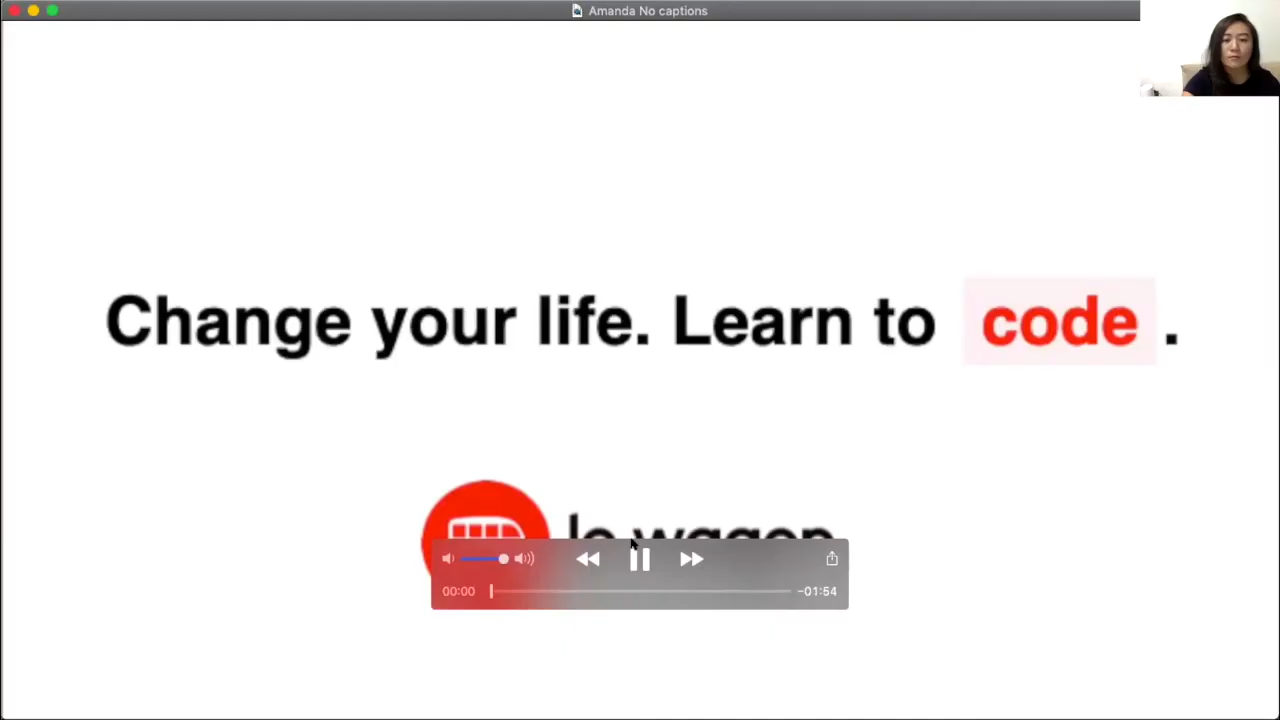 Amanda No captions
Change your life. Learn to code.
le wagon
00:00
-01:54